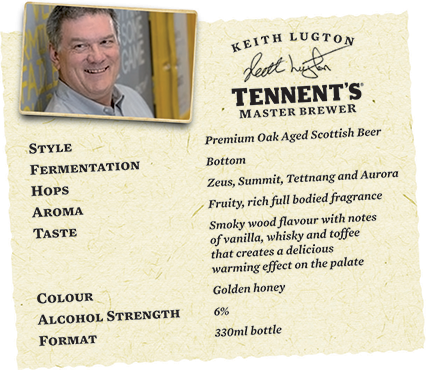 KEITH LUGTON
Keith Lugton
TENNENT'S
MASTER BREWER
STYLE Premium Oak Aged Scottish Beer
FERMENTATION Bottom
HOPS Zeus, Summit, Tettnang and Aurora
AROMA Fruity, rich full bodied fragrance
TASTE Smoky wood flavour with notes
of vanilla, whisky and toffee
that creates a delicious
warming effect on the palate
COLOUR Golden honey
ALCOHOL STRENGTH 6%
FORMAT 330ml bottle